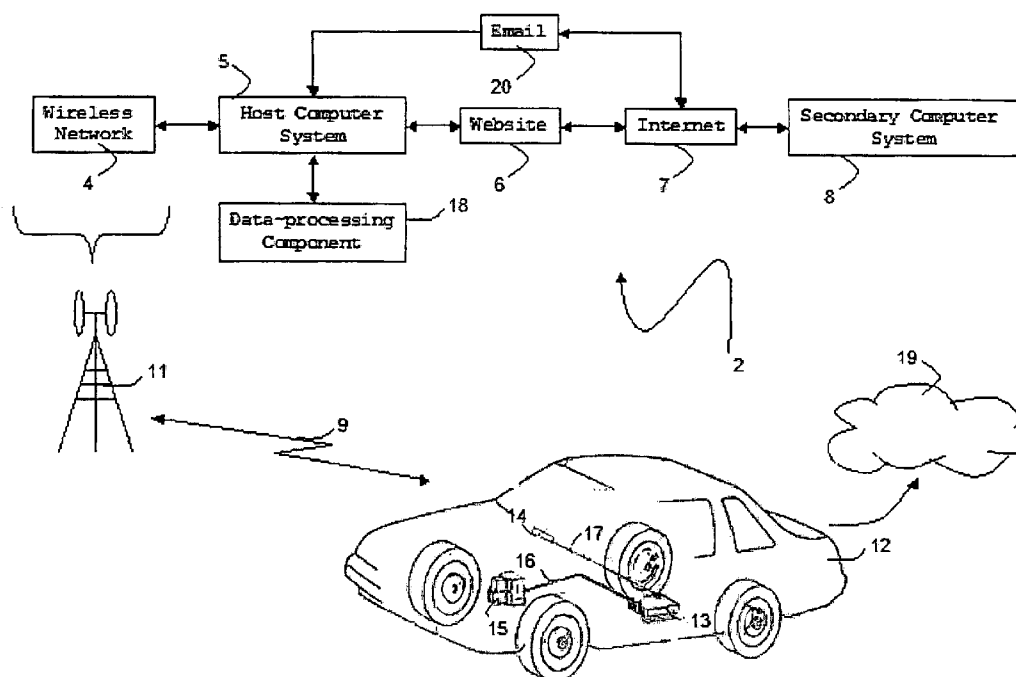 Email
20
5
Wireless
Network
4
Host Computer
System
Website
6
Internet
7
Secondary Computer
System
8
Data-processing
Component
18
2
11
9
19
14
17
12
16
15
13